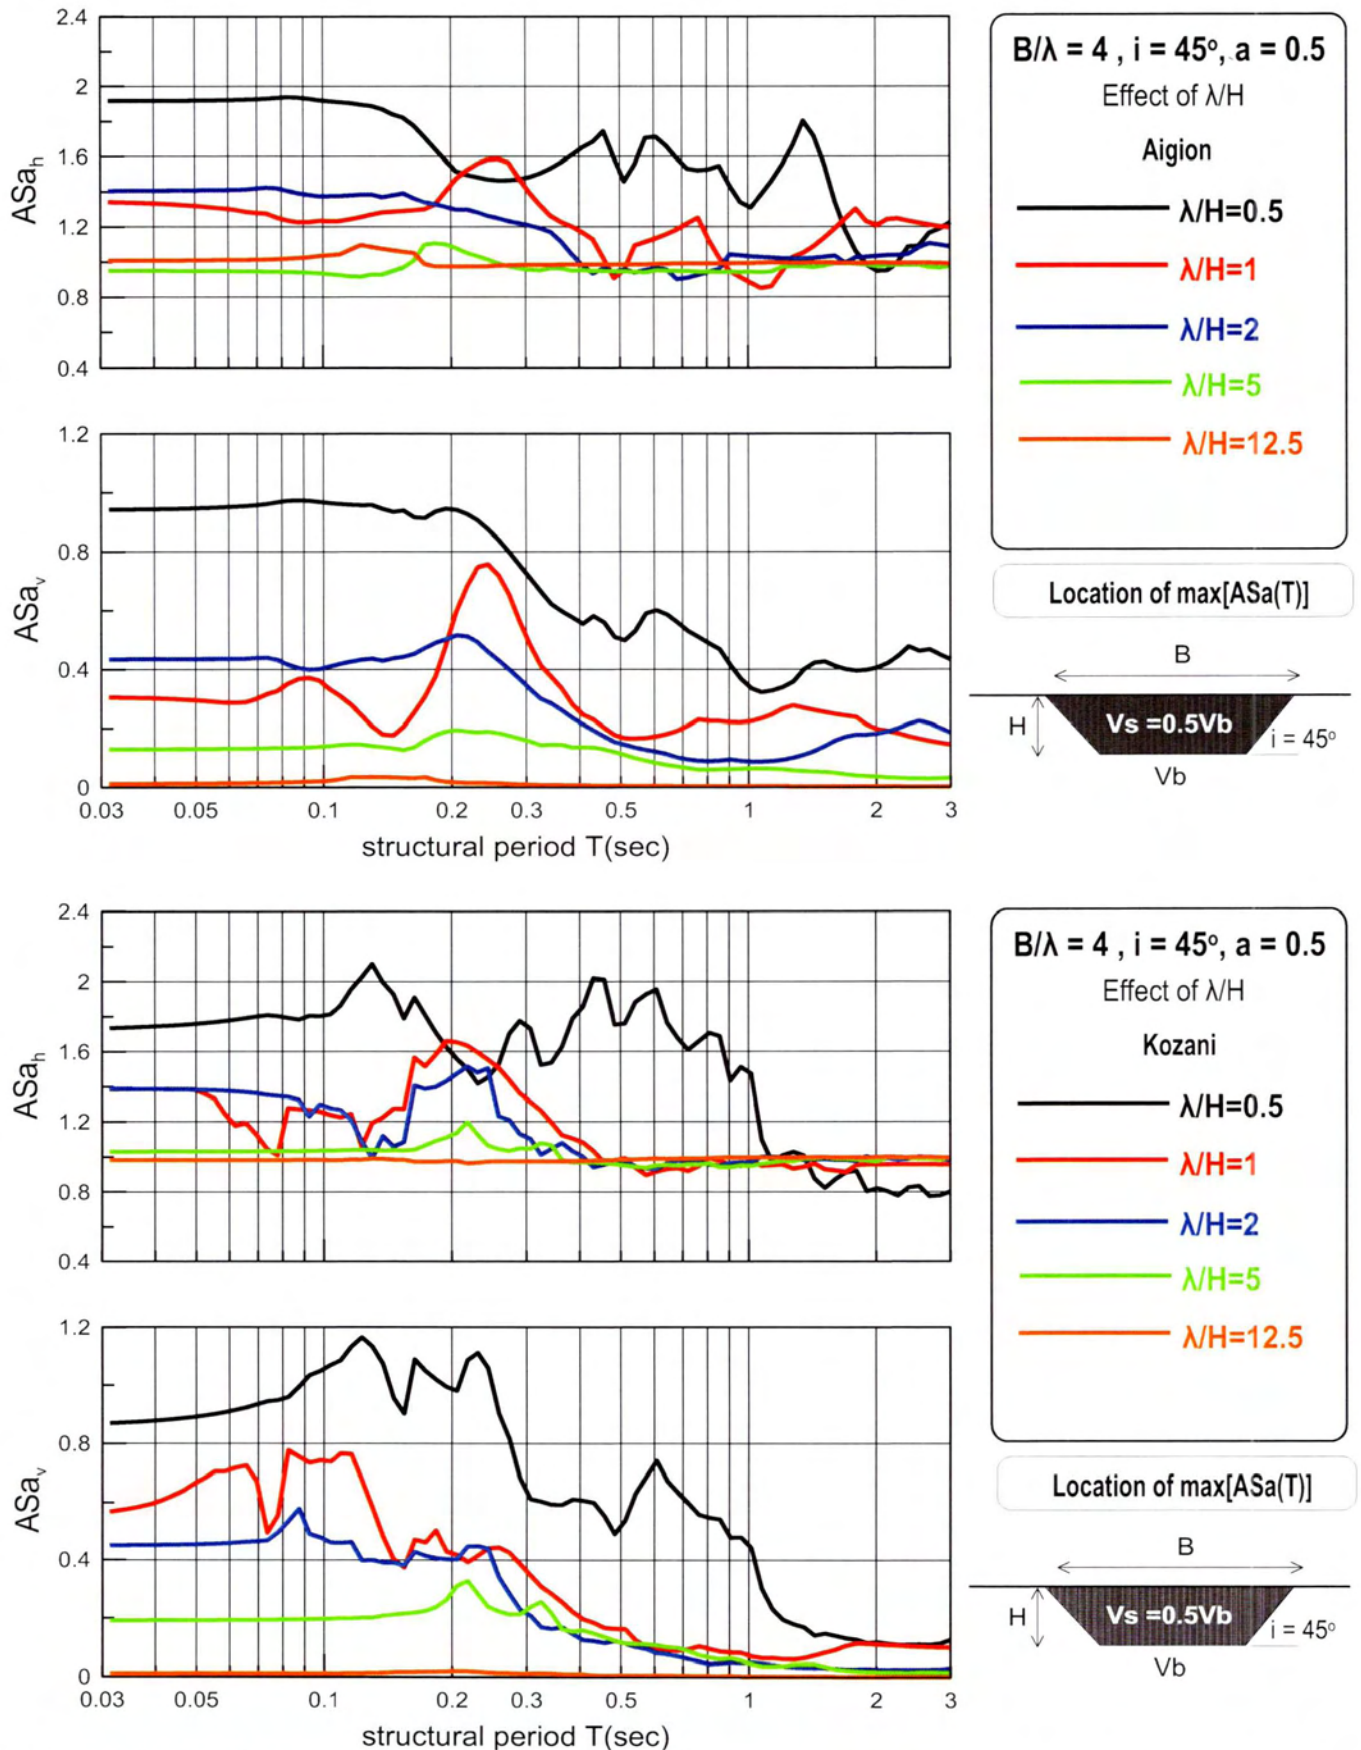 2.4
2
1.6
1.2
0.8
0.4
ASa_h
1.2
0.8
0.4
0
ASa_v
0.03 0.05 0.1 0.2 0.3 0.5 1 2 3
structural period T(sec)
B/λ = 4 , i = 45°, a = 0.5
Effect of λ/H
Aigion
λ/H=0.5
λ/H=1
λ/H=2
λ/H=5
λ/H=12.5
Location of max[ASa(T)]
B
H
Vs =0.5Vb
i = 45°
Vb
2.4
2
1.6
1.2
0.8
0.4
ASa_h
1.2
0.8
0.4
0
ASa_v
0.03 0.05 0.1 0.2 0.3 0.5 1 2 3
structural period T(sec)
B/λ = 4 , i = 45°, a = 0.5
Effect of λ/H
Kozani
λ/H=0.5
λ/H=1
λ/H=2
λ/H=5
λ/H=12.5
Location of max[ASa(T)]
B
H
Vs =0.5Vb
i = 45°
Vb